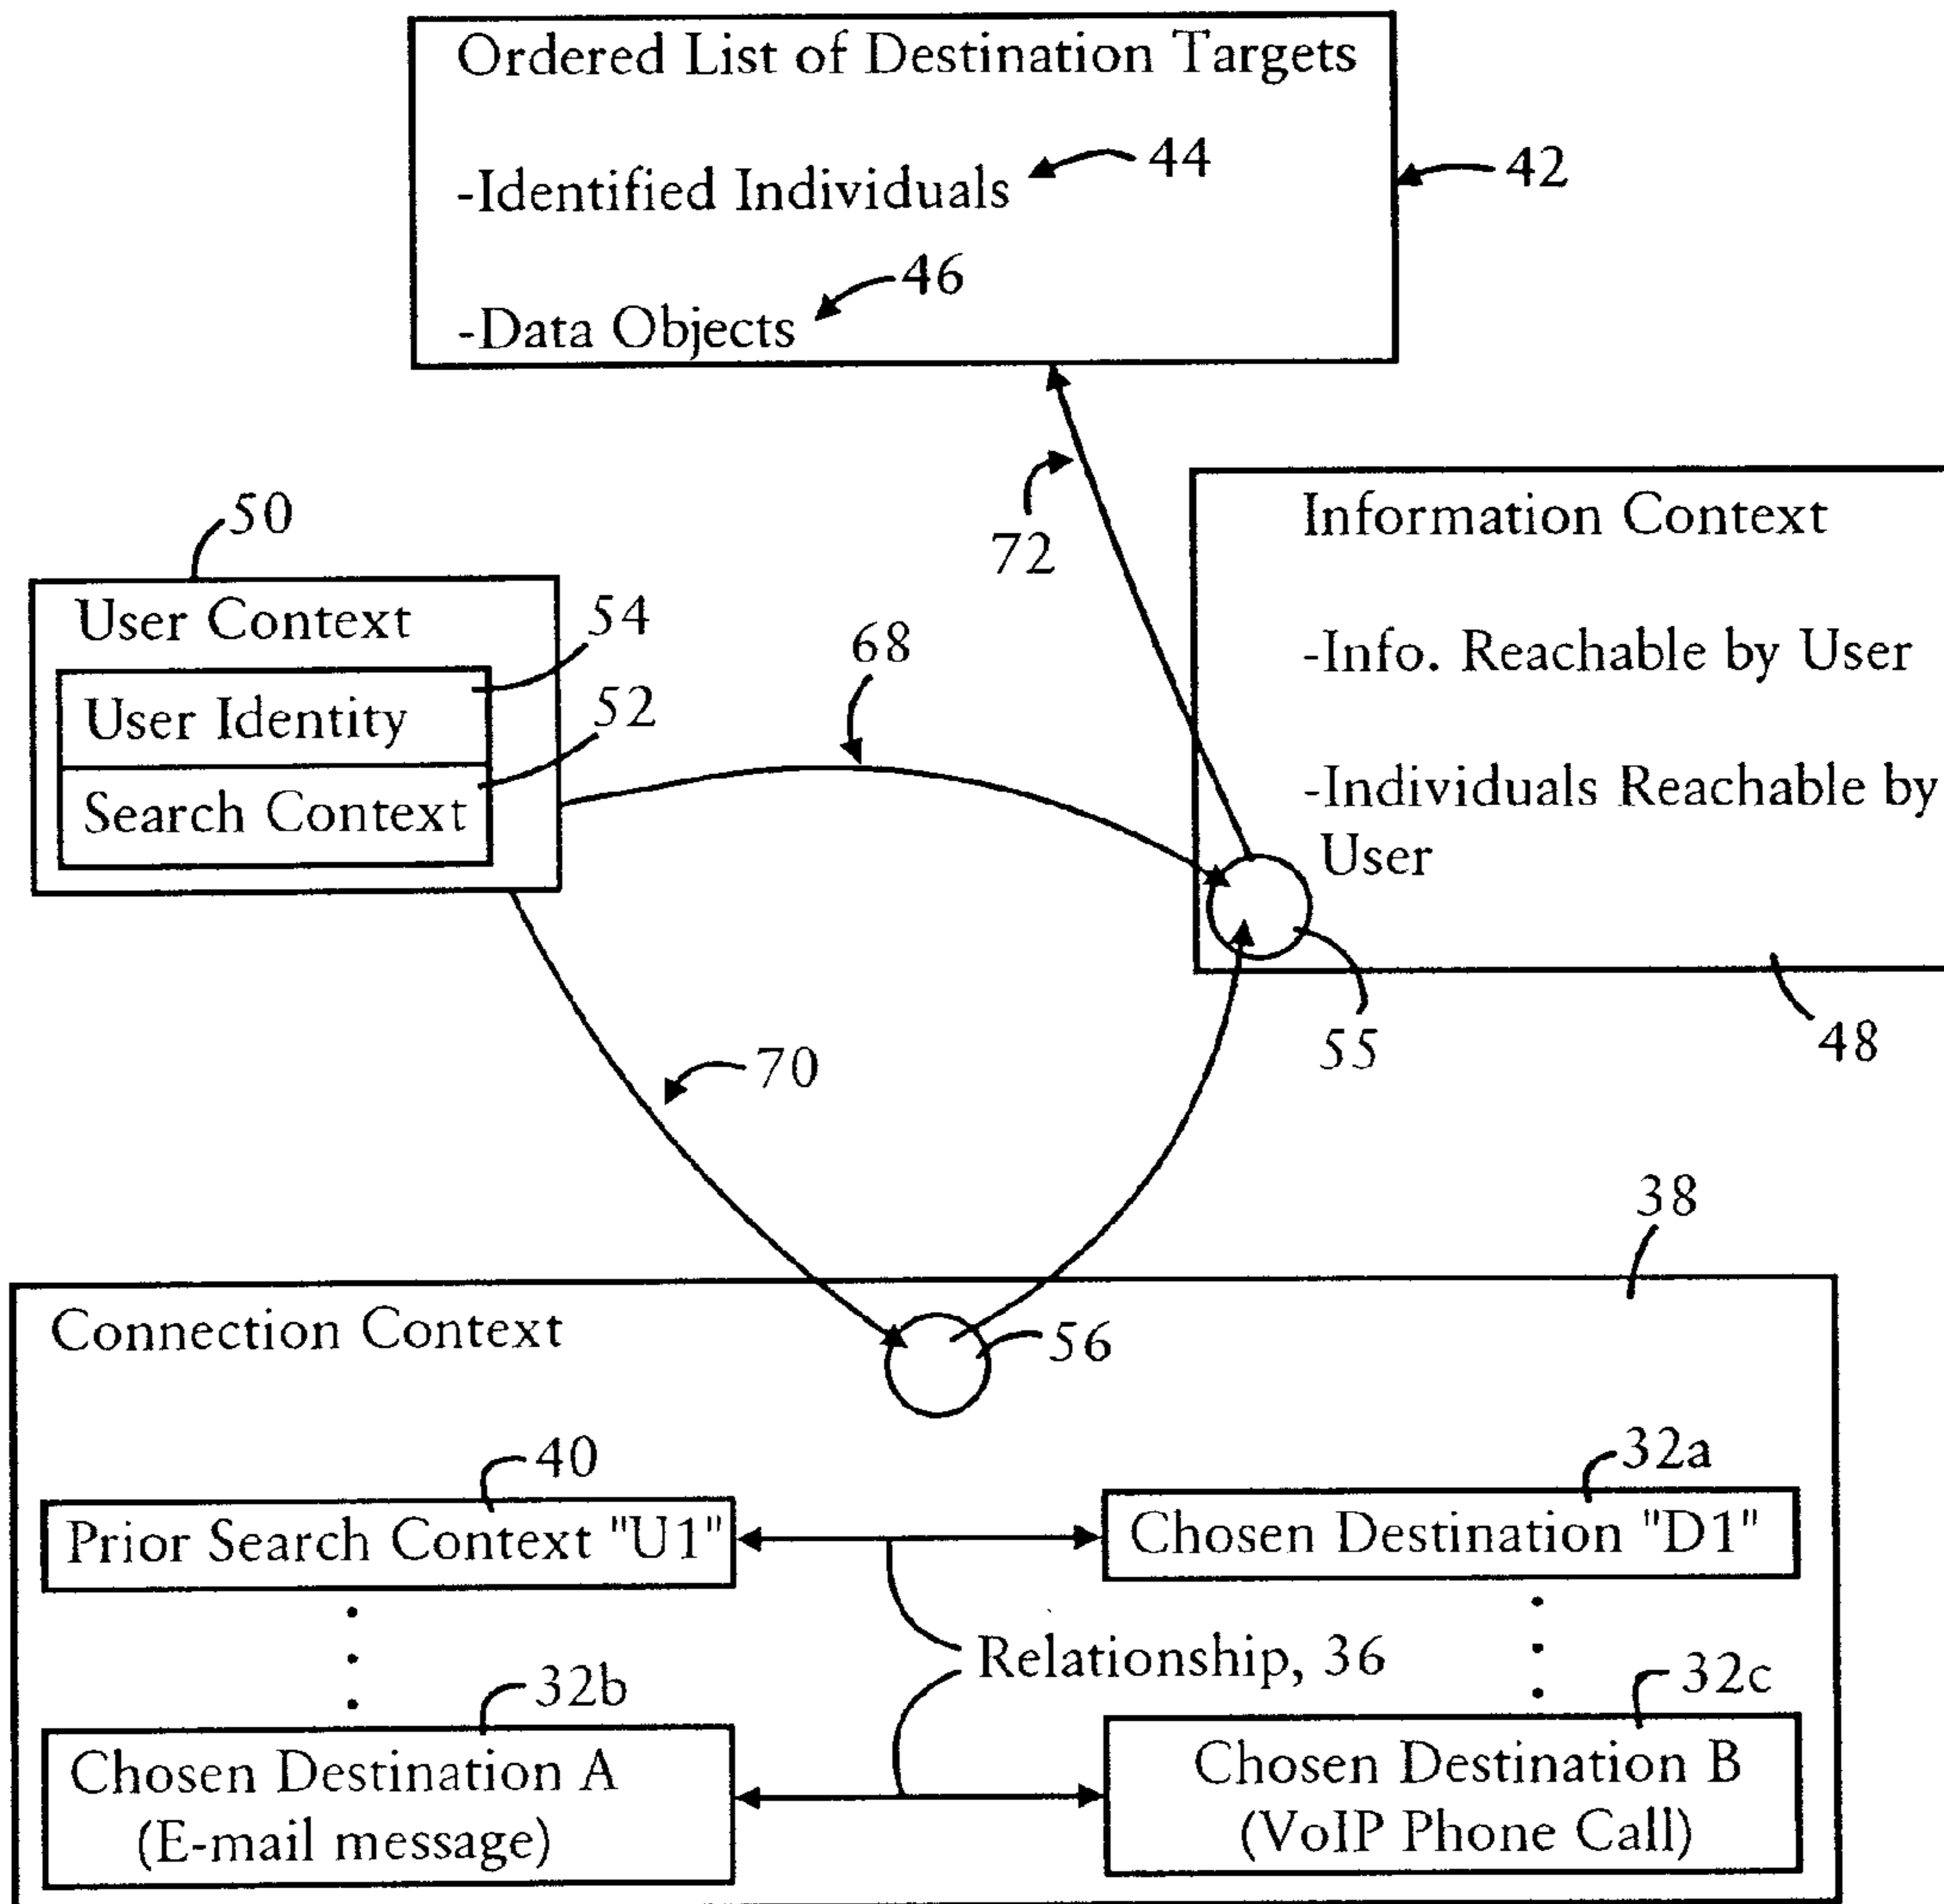 Ordered List of Destination Targets
-Identified Individuals
44
42
46
-Data Objects
72
50
User Context
54
User Identity
52
Search Context
68
Information Context
-Info. Reachable by User
-Individuals Reachable by
User
55
48
70
38
Connection Context
56
40
32a
Prior Search Context "U1"
Chosen Destination "D1"
Relationship, 36
32b
32c
Chosen Destination A
(E-mail message)
Chosen Destination B
(VoIP Phone Call)